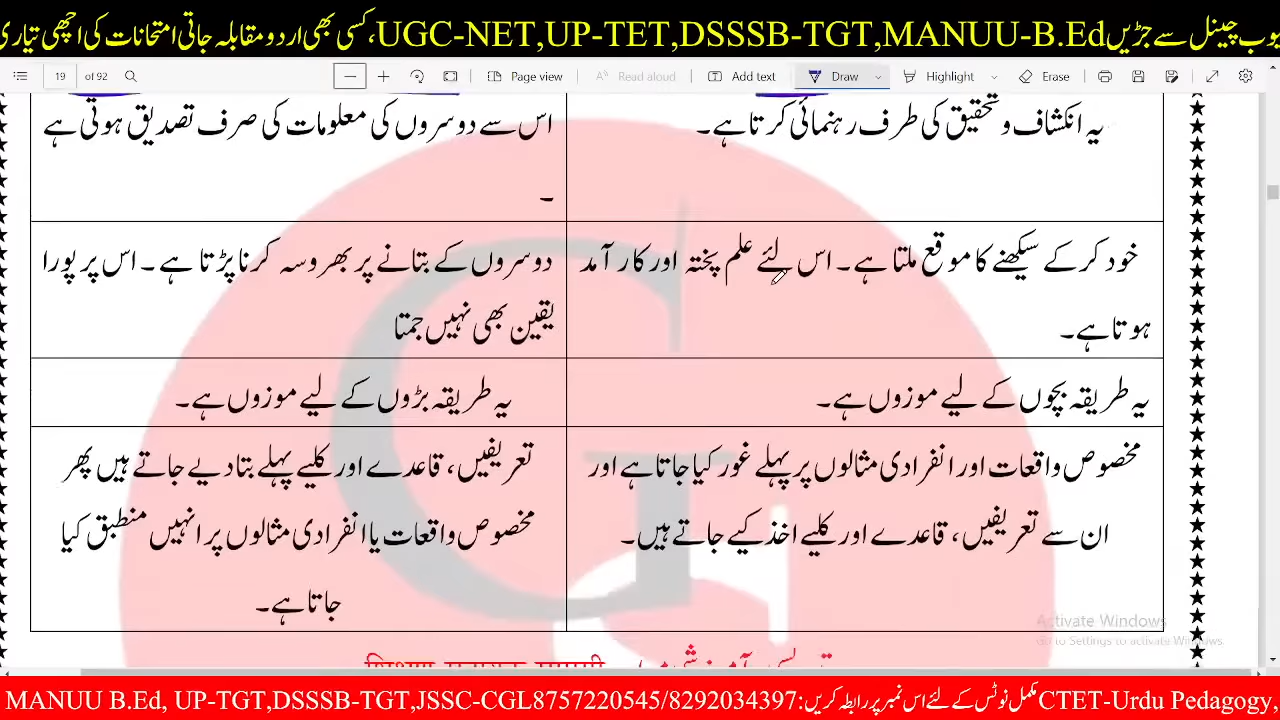 یوب چینل سے جڑیں UGC-NET,UP-TET,DSSSB-TGT,MANUU-B.Ed، کسی بھی اردو مقابلہ جاتی امتحانات کی اچھی تیاری
19 of 92 Page view Read aloud Add text Draw Highlight Erase
یہ انکشاف و تحقیق کی طرف رہنمائی کرتا ہے۔
اس سے دوسروں کی معلومات کی صرف تصدیق ہوتی ہے
۔
خود کر کے سیکھنے کا موقع ملتا ہے۔ اس لئے علم پختہ اور کار آمد
ہوتا ہے۔
دوسروں کے بتانے پر بھروسہ کرنا پڑتا ہے۔ اس پر پورا
یقین بھی نہیں جمتا
یہ طریقہ بچوں کے لیے موزوں ہے۔
یہ طریقہ بڑوں کے لیے موزوں ہے۔
مخصوص واقعات اور انفرادی مثالوں پر پہلے غور کیا جاتا ہے اور
ان سے تعریفیں، قاعدے اور کلیے اخذ کیے جاتے ہیں۔
تعریفیں، قاعدے اور کلیے پہلے بتا دیے جاتے ہیں پھر
مخصوص واقعات یا انفرادی مثالوں پر انہیں منطبق کیا
جاتا ہے۔
Activate Windows
Go to Settings to activate Windows.
CTET-Urdu Pedagogy, مکمل نوٹس کے لئے اس نمبر پر رابطہ کریں:8757220545/8292034397 MANUU B.Ed, UP-TGT,DSSSB-TGT,JSSC-CGL